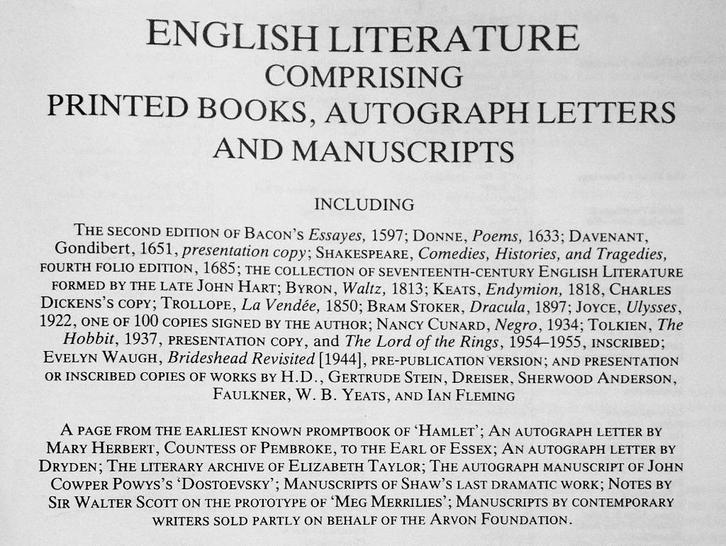 ENGLISH LITERATURE
COMPRISING
PRINTED BOOKS, AUTOGRAPH LETTERS
AND MANUSCRIPTS
INCLUDING
THE SECOND EDITION OF BACON'S Essayes, 1597; DONNE, Poems, 1633; DAVENANT,
Gondibert, 1651, presentation copy; SHAKESPEARE, Comedies, Histories, and Tragedies,
FOURTH FOLIO EDITION, 1685; THE COLLECTION OF SEVENTEENTH-CENTURY ENGLISH LITERATURE
FORMED BY THE LATE JOHN HART; BYRON, Waltz, 1813; KEATS, Endymion, 1818, CHARLES
DICKENS'S COPY; TROLLOPE, La Vendée, 1850; BRAM STOKER, Dracula, 1897; JOYCE, Ulysses,
1922, ONE OF 100 COPIES SIGNED BY THE AUTHOR; NANCY CUNARD, Negro, 1934; TOLKIEN, The
Hobbit, 1937, PRESENTATION COPY, and The Lord of the Rings, 1954–1955, INSCRIBED;
EVELYN WAUGH, Brideshead Revisited [1944], PRE-PUBLICATION VERSION; AND PRESENTATION
OR INSCRIBED COPIES OF WORKS BY H.D., GERTRUDE STEIN, DREISER, SHERWOOD ANDERSON,
FAULKNER, W. B. YEATS, AND IAN FLEMING
A PAGE FROM THE EARLIEST KNOWN PROMPTBOOK OF 'HAMLET'; AN AUTOGRAPH LETTER BY
MARY HERBERT, COUNTESS OF PEMBROKE, TO THE EARL OF ESSEX; AN AUTOGRAPH LETTER BY
DRYDEN; THE LITERARY ARCHIVE OF ELIZABETH TAYLOR; THE AUTOGRAPH MANUSCRIPT OF JOHN
COWPER POWYS'S 'DOSTOEVSKY'; MANUSCRIPTS OF SHAW'S LAST DRAMATIC WORK; NOTES BY
SIR WALTER SCOTT ON THE PROTOTYPE OF 'MEG MERRILIES'; MANUSCRIPTS BY CONTEMPORARY
WRITERS SOLD PARTLY ON BEHALF OF THE ARVON FOUNDATION.